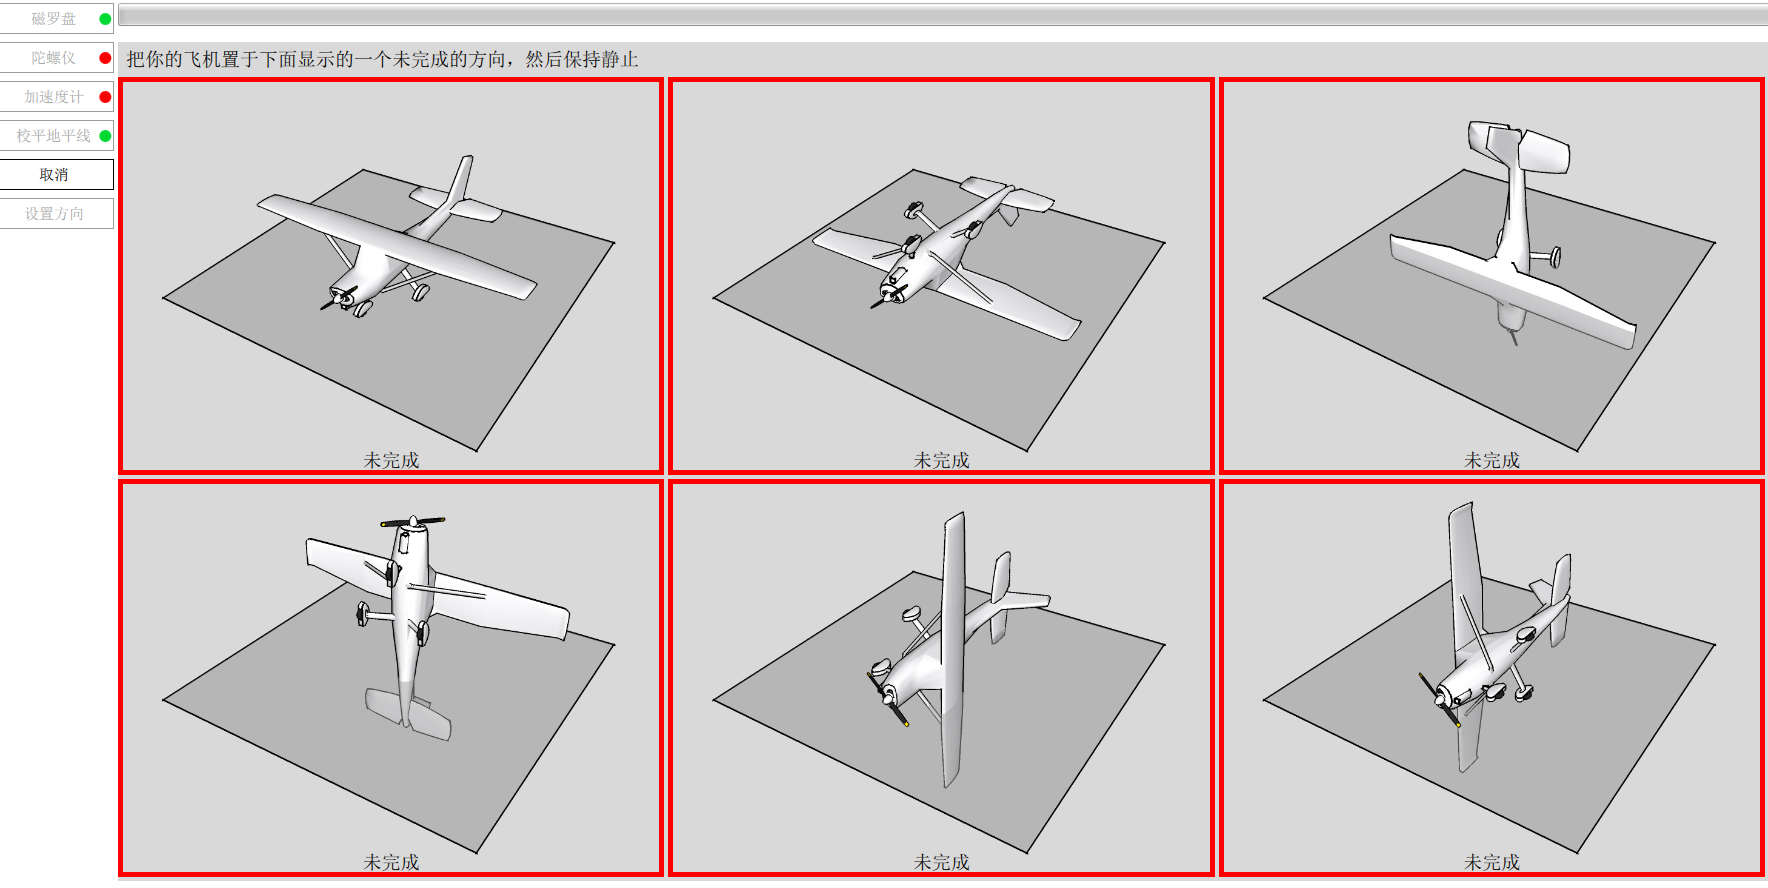 磁罗盘
陀螺仪
加速度计
校平地平线
取消
设置方向
把你的飞机置于下面显示的一个未完成的方向，然后保持静止
未完成
未完成
未完成
未完成
未完成
未完成